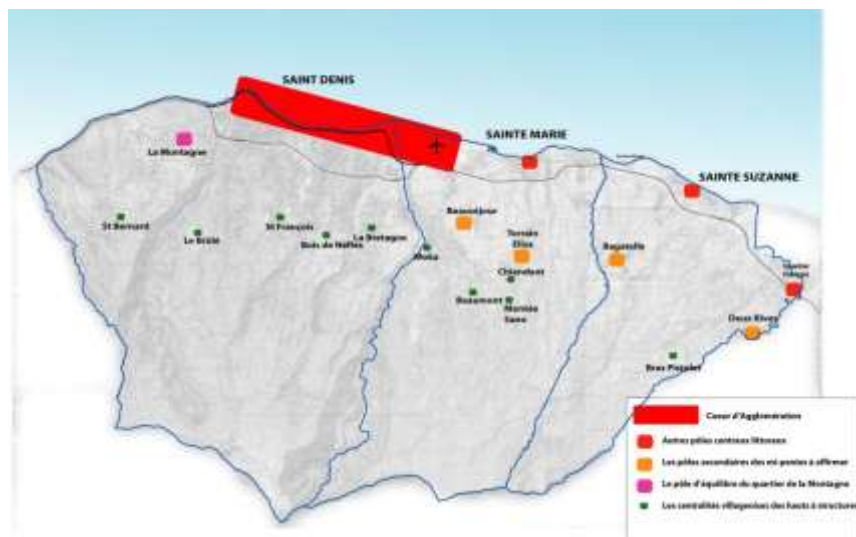 SAINT DENIS
SAINTE MARIE
SAINTE SUZANNE
La Montagne
St Bernard
Le Brûlé
St François
Bois de Nèfles
La Bretagne
Moka
Beauséjour
Terrain
Elisa
Chiendent
Beaumont
Bagatelle
Deux Rives
Bras Pistolet
Coeur d'Agglomération
Autres pôles centraux littoraux
Les pôles secondaires des mi-pentes à affirmer
Le pôle d'équilibre du quartier de la Montagne
Les centralités villageoises des hauts à structurer